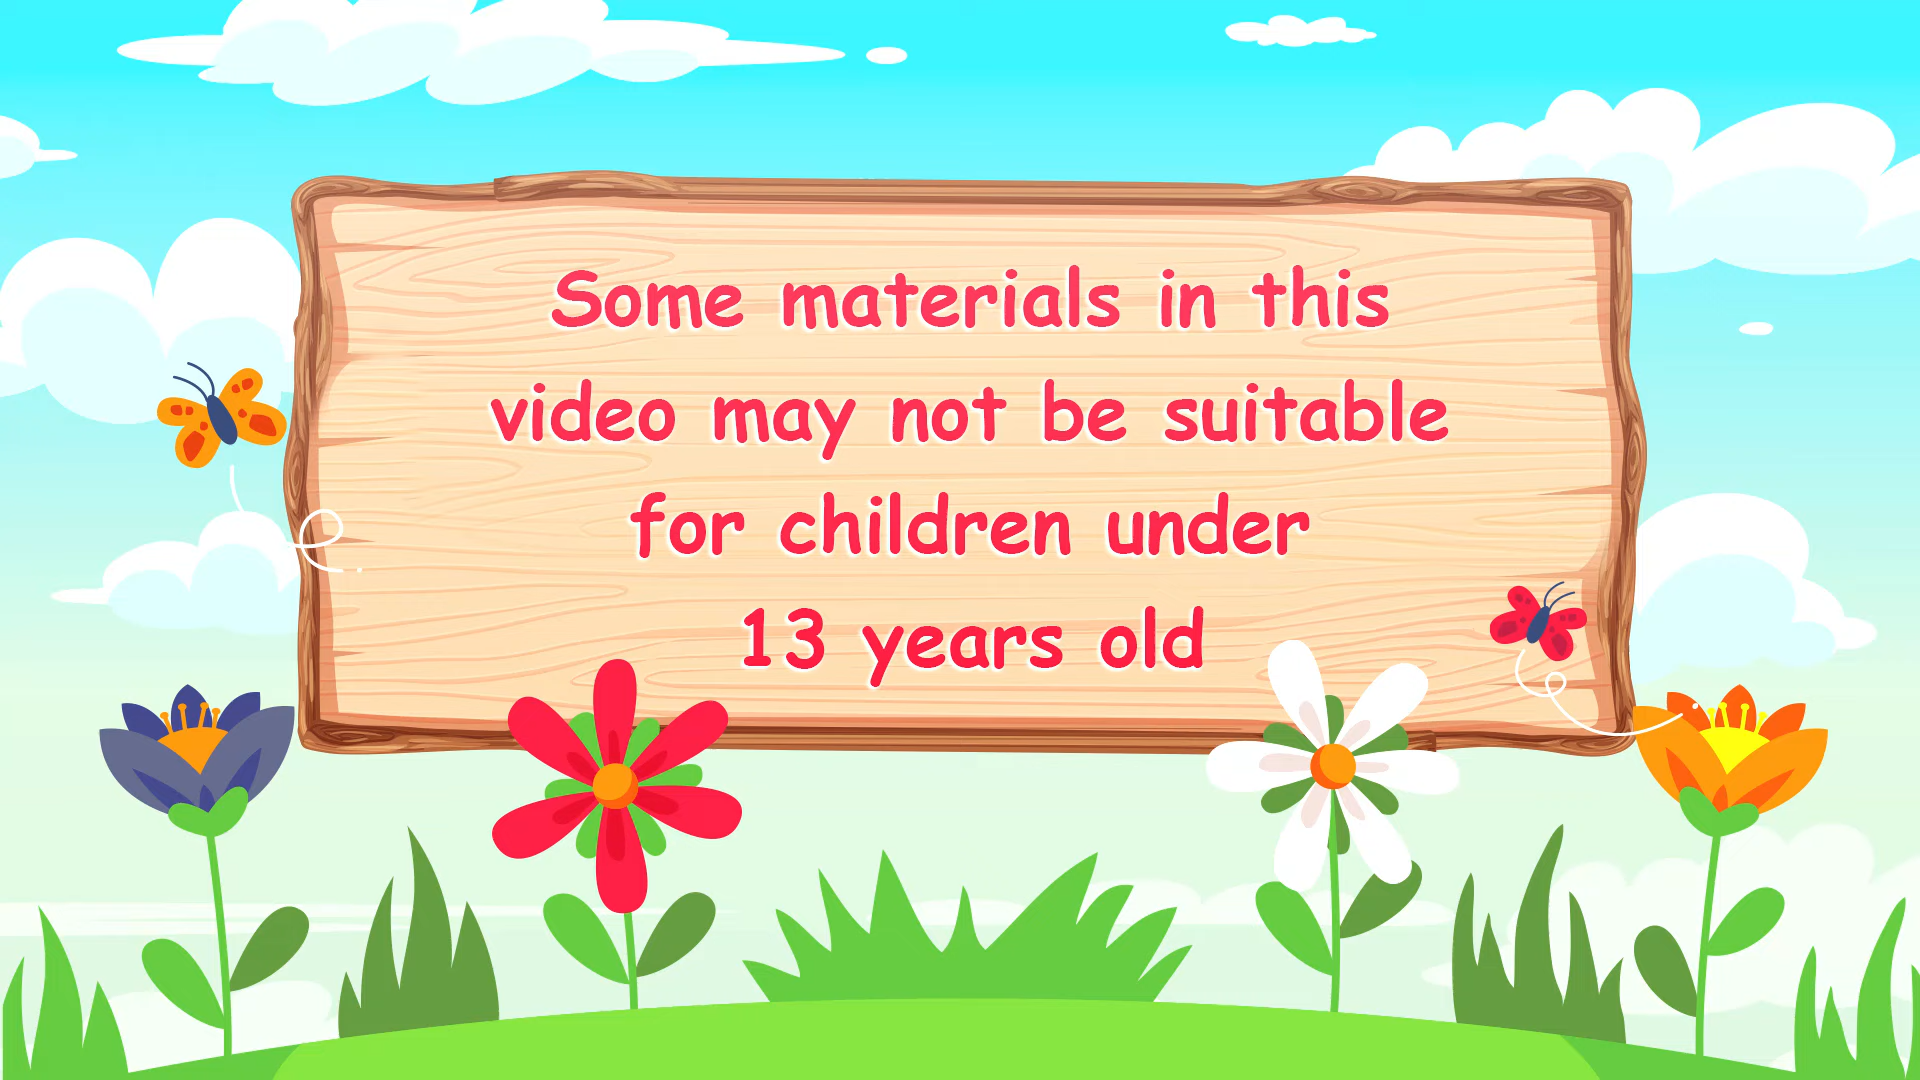 Some materials in this
video may not be suitable
for children under
13 years old